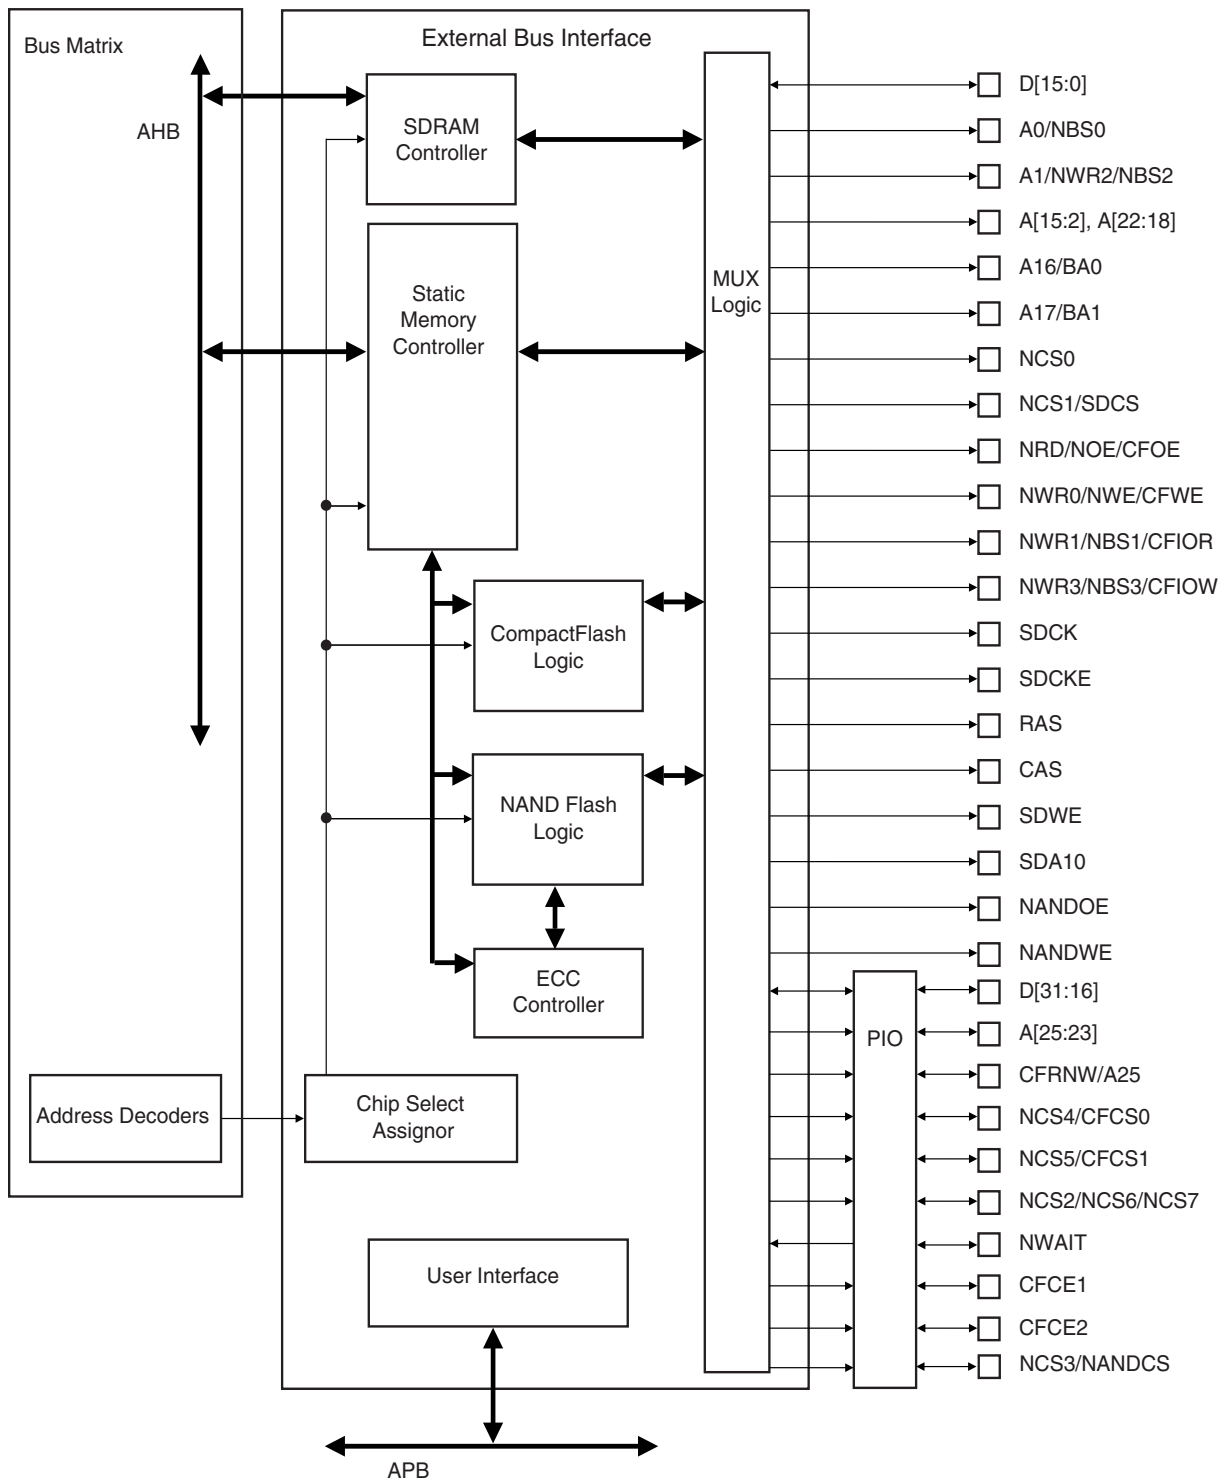 Bus Matrix
External Bus Interface
AHB
SDRAM
Controller
Static
Memory
Controller
MUX
Logic
CompactFlash
Logic
NAND Flash
Logic
ECC
Controller
Address Decoders
Chip Select
Assignor
User Interface
APB
PIO
D[15:0]
A0/NBS0
A1/NWR2/NBS2
A[15:2], A[22:18]
A16/BA0
A17/BA1
NCS0
NCS1/SDCS
NRD/NOE/CFOE
NWR0/NWE/CFWE
NWR1/NBS1/CFIOR
NWR3/NBS3/CFIOW
SDCK
SDCKE
RAS
CAS
SDWE
SDA10
NANDOE
NANDWE
D[31:16]
A[25:23]
CFRNW/A25
NCS4/CFCS0
NCS5/CFCS1
NCS2/NCS6/NCS7
NWAIT
CFCE1
CFCE2
NCS3/NANDCS